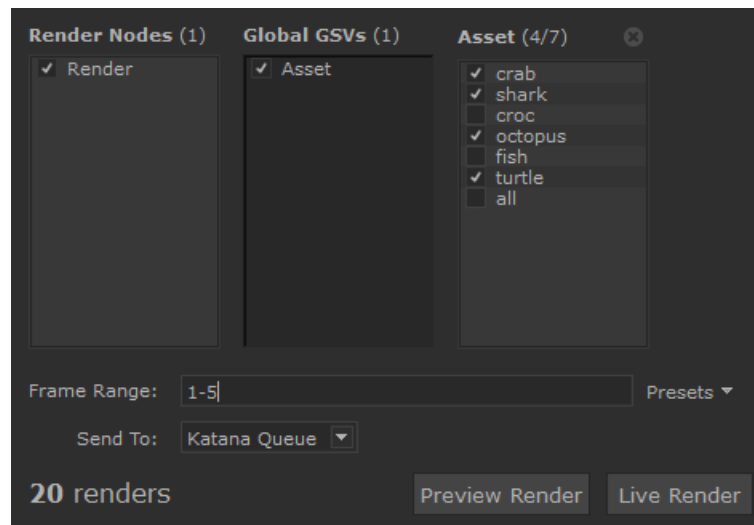 Render Nodes (1)
Global GSVs (1)
Asset (4/7)
Render
Asset
crab
shark
croc
octopus
fish
turtle
all
Frame Range: 1-5 Presets
Send To: Katana Queue
20 renders
Preview Render
Live Render